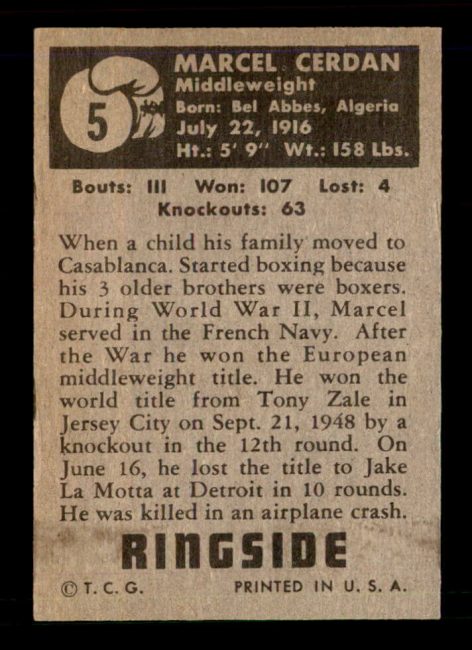 5
MARCEL CERDAN
Middleweight
Born: Bel Abbes, Algeria
July 22, 1916
Ht.: 5' 9" Wt.: 158 Lbs.
Bouts: 111 Won: 107 Lost: 4
Knockouts: 63
When a child his family moved to
Casablanca. Started boxing because
his 3 older brothers were boxers.
During World War II, Marcel
served in the French Navy. After
the War he won the European
middleweight title. He won the
world title from Tony Zale in
Jersey City on Sept. 21, 1948 by a
knockout in the 12th round. On
June 16, he lost the title to Jake
La Motta at Detroit in 10 rounds.
He was killed in an airplane crash.
RINGSIDE
© T. C. G. PRINTED IN U. S. A.